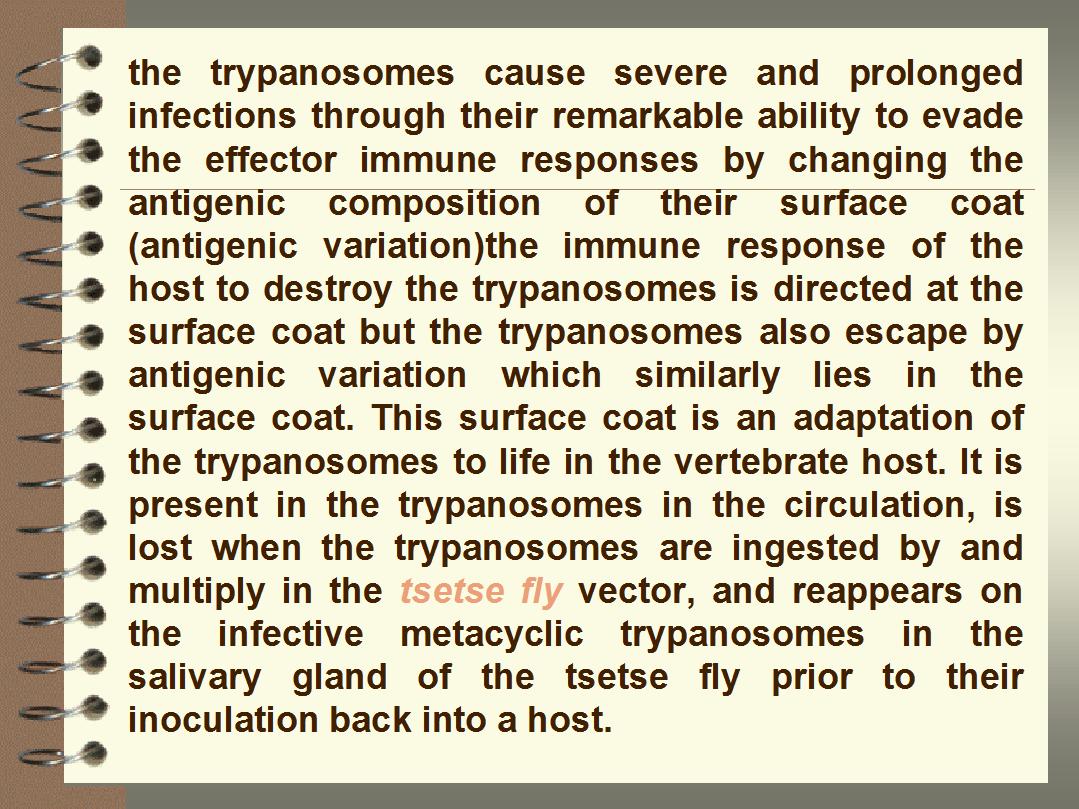 the trypanosomes cause severe and prolonged
infections through their remarkable ability to evade
the effector immune responses by changing the
antigenic composition of their surface coat
(antigenic variation)the immune response of the
host to destroy the trypanosomes is directed at the
surface coat but the trypanosomes also escape by
antigenic variation which similarly lies in the
surface coat. This surface coat is an adaptation of
the trypanosomes to life in the vertebrate host. It is
present in the trypanosomes in the circulation, is
lost when the trypanosomes are ingested by and
multiply in the tsetse fly vector, and reappears on
the infective metacyclic trypanosomes in the
salivary gland of the tsetse fly prior to their
inoculation back into a host.